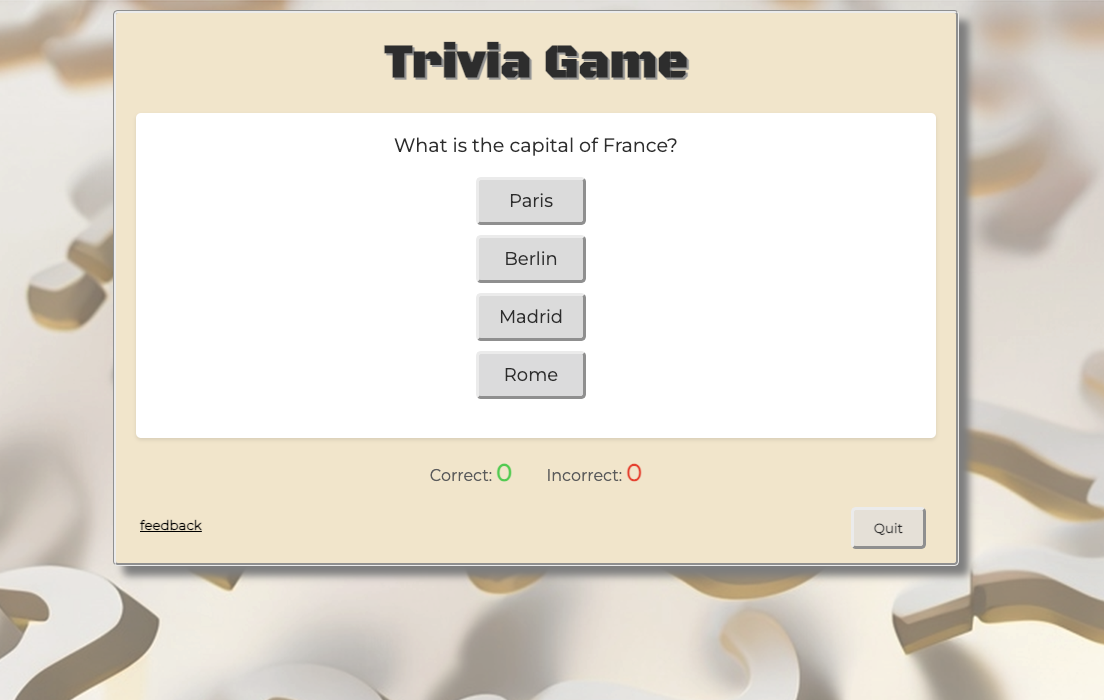 Trivia Game
What is the capital of France?
Paris
Berlin
Madrid
Rome
Correct: 0 Incorrect: 0
feedback
Quit